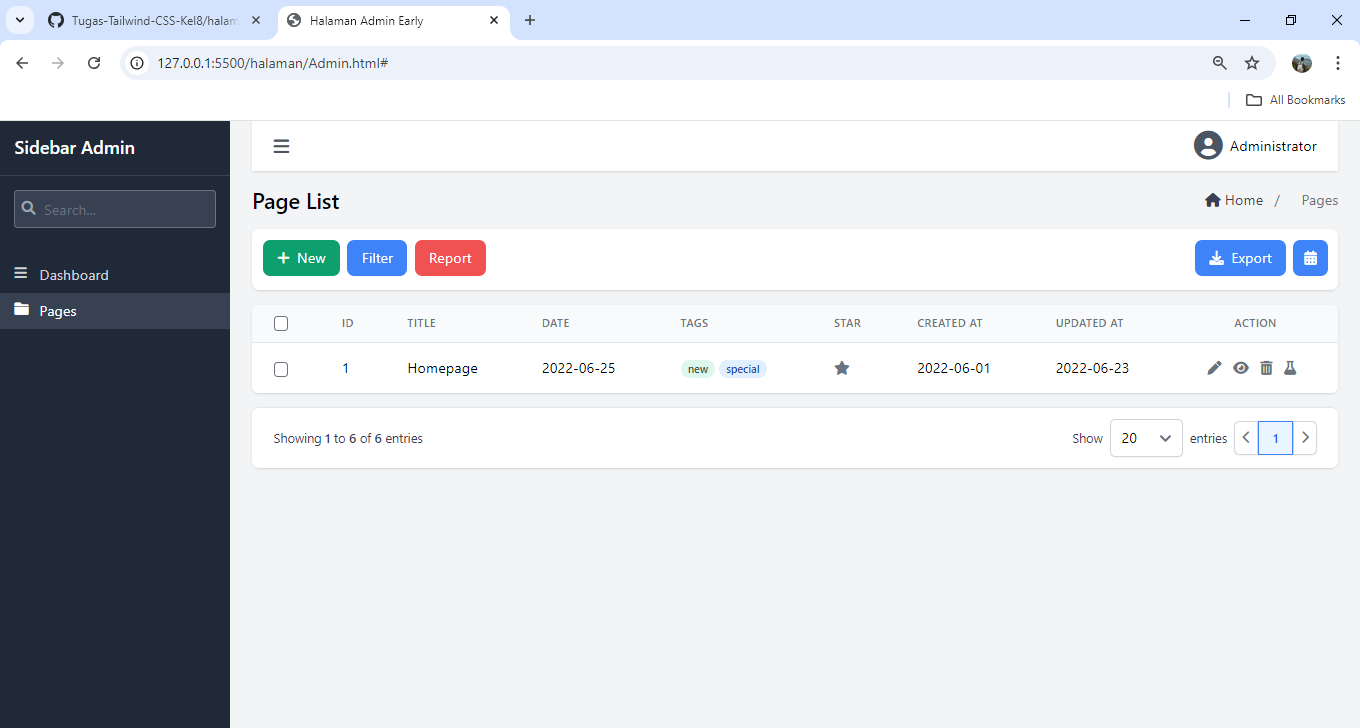 Tugas-Tailwind-CSS-Kel8/halam
Halaman Admin Early
127.0.0.1:5500/halaman/Admin.html#
All Bookmarks
Sidebar Admin
Administrator
Search...
Page List
Home / Pages
New Filter Report
Export
Dashboard
Pages
ID TITLE DATE TAGS STAR CREATED AT UPDATED AT ACTION
1 Homepage 2022-06-25 new special 2022-06-01 2022-06-23
Showing 1 to 6 of 6 entries
Show 20 entries 1